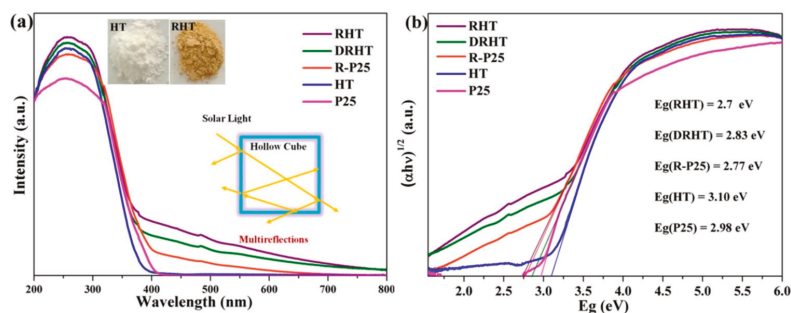 (a)
HT
RHT
RHT
DRHT
R-P25
HT
P25
Solar Light
Hollow Cube
Multireflections
Intensity (a.u.)
200 300 400 500 600 700 800
Wavelength (nm)
(b)
RHT
DRHT
R-P25
HT
P25
Eg(RHT) = 2.7 eV
Eg(DRHT) = 2.83 eV
Eg(R-P25) = 2.77 eV
Eg(HT) = 3.10 eV
Eg(P25) = 2.98 eV
(αhν)1/2 (a.u.)
2.0 2.5 3.0 3.5 4.0 4.5 5.0 5.5 6.0
Eg (eV)